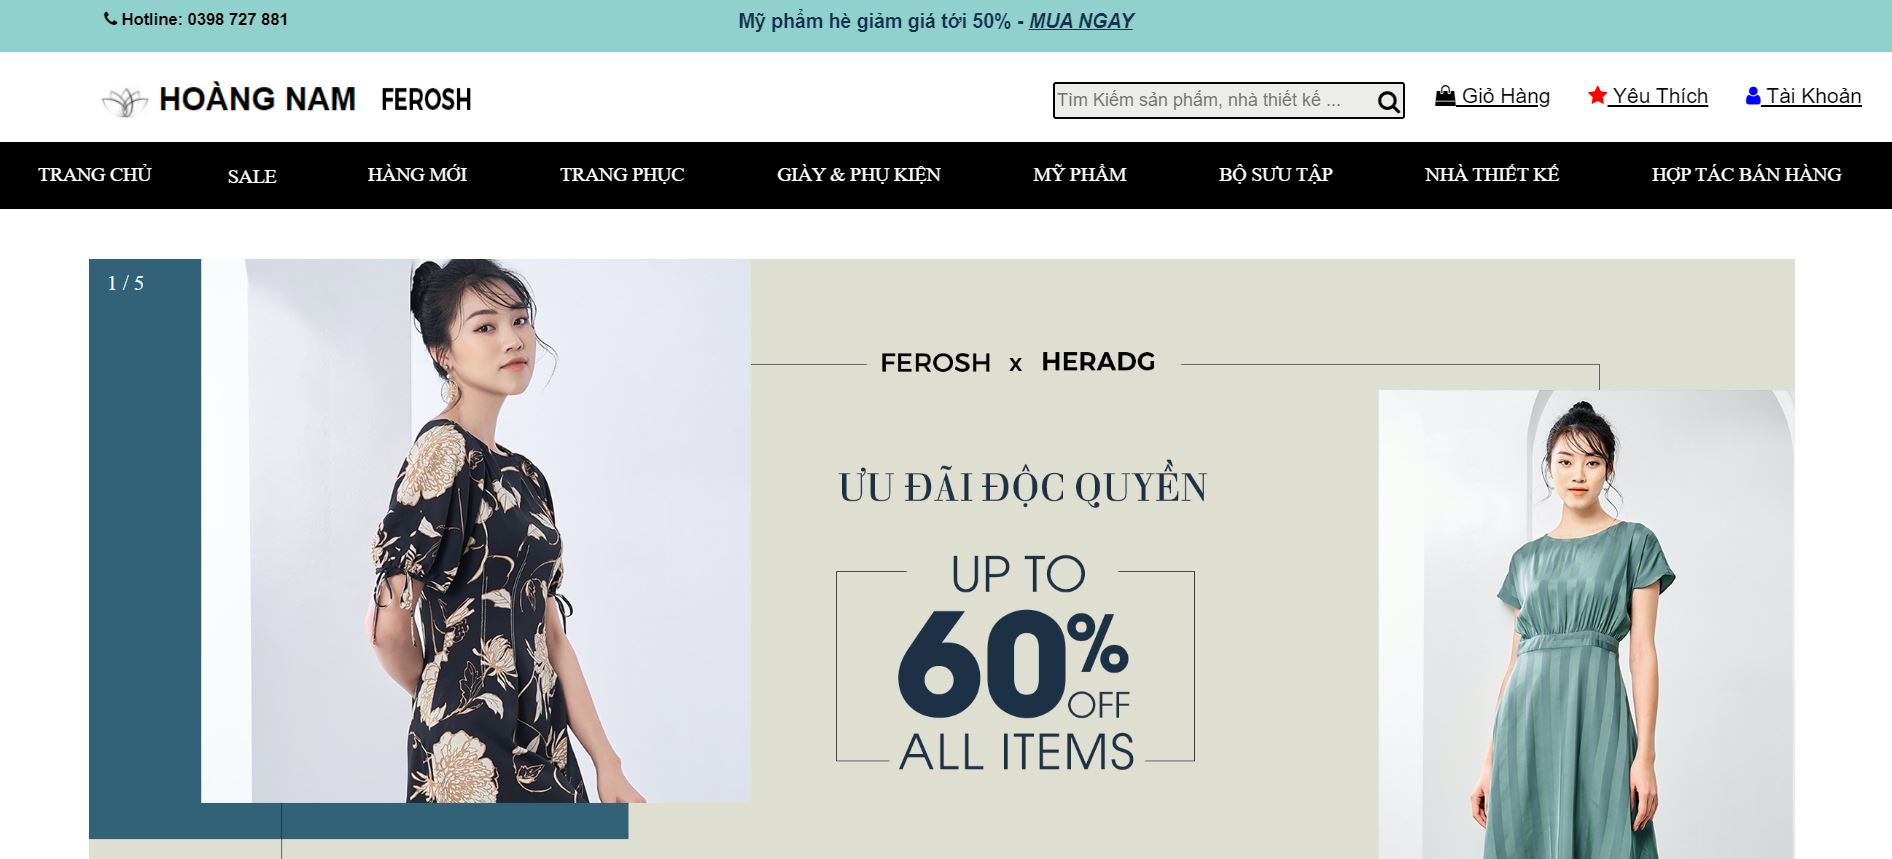 Hotline: 0398 727 881
Mỹ phẩm hè giảm giá tới 50% - MUA NGAY
HOÀNG NAM FEROSH
Tìm Kiếm sản phẩm, nhà thiết kế ...
Giỏ Hàng
Yêu Thích
Tài Khoản
TRANG CHỦ
SALE
HÀNG MỚI
TRANG PHỤC
GIÀY & PHỤ KIỆN
MỸ PHẨM
BỘ SƯU TẬP
NHÀ THIẾT KẾ
HỢP TÁC BÁN HÀNG
1 / 5
FEROSH x HERADG
ƯU ĐÃI ĐỘC QUYỀN
UP TO
60%
OFF
ALL ITEMS